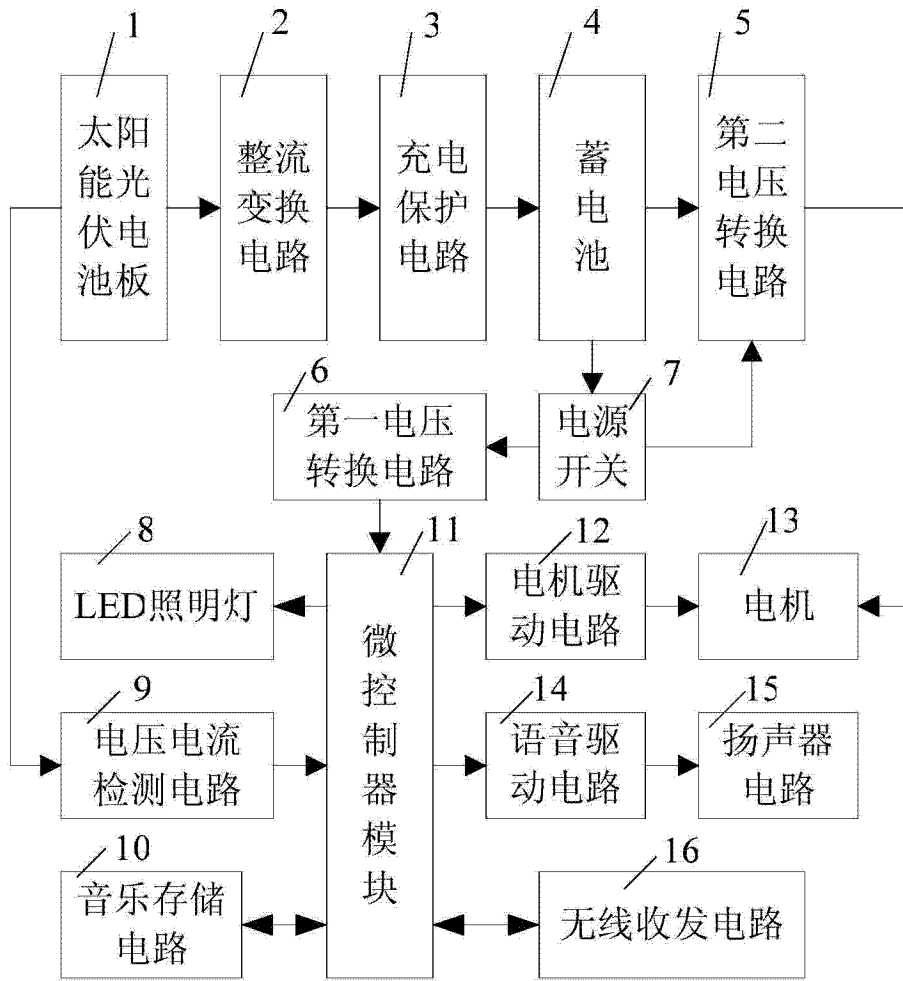 1
2
3
4
5
太阳
能光
伏电
池板
整流
变换
电路
充电
保护
电路
蓄
电
池
第二
电压
转换
电路
6
第一电压
转换电路
7
电源
开关
8
LED照明灯
11
微
控
制
器
模
块
12
电机驱
动电路
13
电机
9
电压电流
检测电路
14
语音驱
动电路
15
扬声器
电路
10
音乐存储
电路
16
无线收发电路